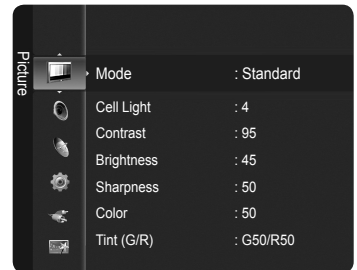 Picture
Mode : Standard
Cell Light : 4
Contrast : 95
Brightness : 45
Sharpness : 50
Color : 50
Tint (G/R) : G50/R50